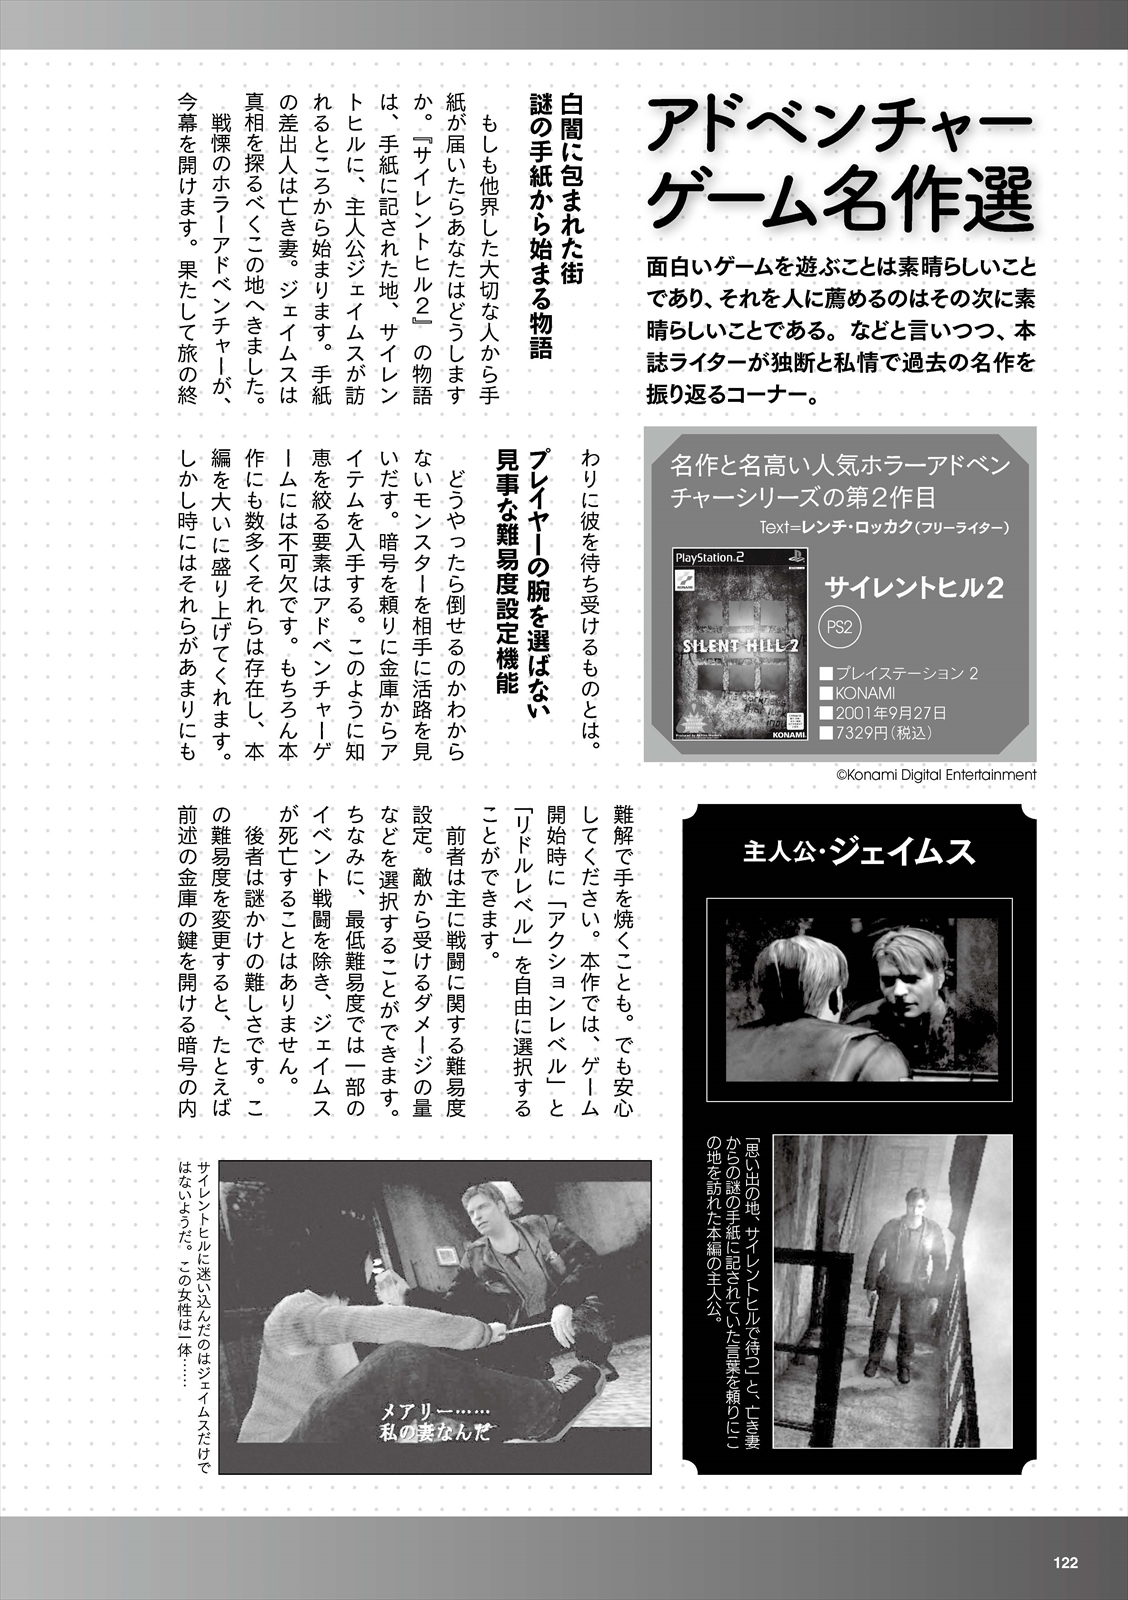 アドベンチャー
ゲーム名作選
面白いゲームを遊ぶことは素晴らしいこと
であり、それを人に薦めるのはその次に素
晴らしいことである。などと言いつつ、本
誌ライターが独断と私情で過去の名作を
振り返るコーナー。
名作と名高い人気ホラーアドベン
チャーシリーズの第2作目
Text=レンチ・ロッカク（フリーライター）
PlayStation 2
KONAMI
SILENT HILL 2
KONAMI
サイレントヒル2
PS2
■プレイステーション 2
■KONAMI
■2001年9月27日
■7329円（税込）
©Konami Digital Entertainment
白闇に包まれた街
謎の手紙から始まる物語
もしも他界した大切な人から手
紙が届いたらあなたはどうします
か。『サイレントヒル2』の物語
は、手紙に記された地、サイレン
トヒルに、主人公ジェイムスが訪
れるところから始まります。手紙
の差出人は亡き妻。ジェイムスは
真相を探るべくこの地へきました。
戦慄のホラーアドベンチャーが、
今幕を開けます。果たして旅の終
わりに彼を待ち受けるものとは。
プレイヤーの腕を選ばない
見事な難易度設定機能
どうやったら倒せるのかわから
ないモンスターを相手に活路を見
いだす。暗号を頼りに金庫からア
イテムを入手する。このように知
恵を絞る要素はアドベンチャーゲ
ームには不可欠です。もちろん本
作にも数多くそれらは存在し、本
編を大いに盛り上げてくれます。
しかし時にはそれらがあまりにも
難解で手を焼くことも。でも安心
してください。本作では、ゲーム
開始時に「アクションレベル」と
「リドルレベル」を自由に選択する
ことができます。
前者は主に戦闘に関する難易度
設定。敵から受けるダメージの量
などを選択することができます。
ちなみに、最低難易度では一部の
イベント戦闘を除き、ジェイムス
が死亡することはありません。
後者は謎かけの難しさです。こ
の難易度を変更すると、たとえば
前述の金庫の鍵を開ける暗号の内
主人公・ジェイムス
「思い出の地、サイレントヒルで待つ」と、亡き妻
からの謎の手紙に記されていた言葉を頼りにこ
の地を訪れた本編の主人公。
メアリー……
私の妻なんだ
サイレントヒルに迷い込んだのはジェイムスだけで
はないようだ。この女性は一体……
122